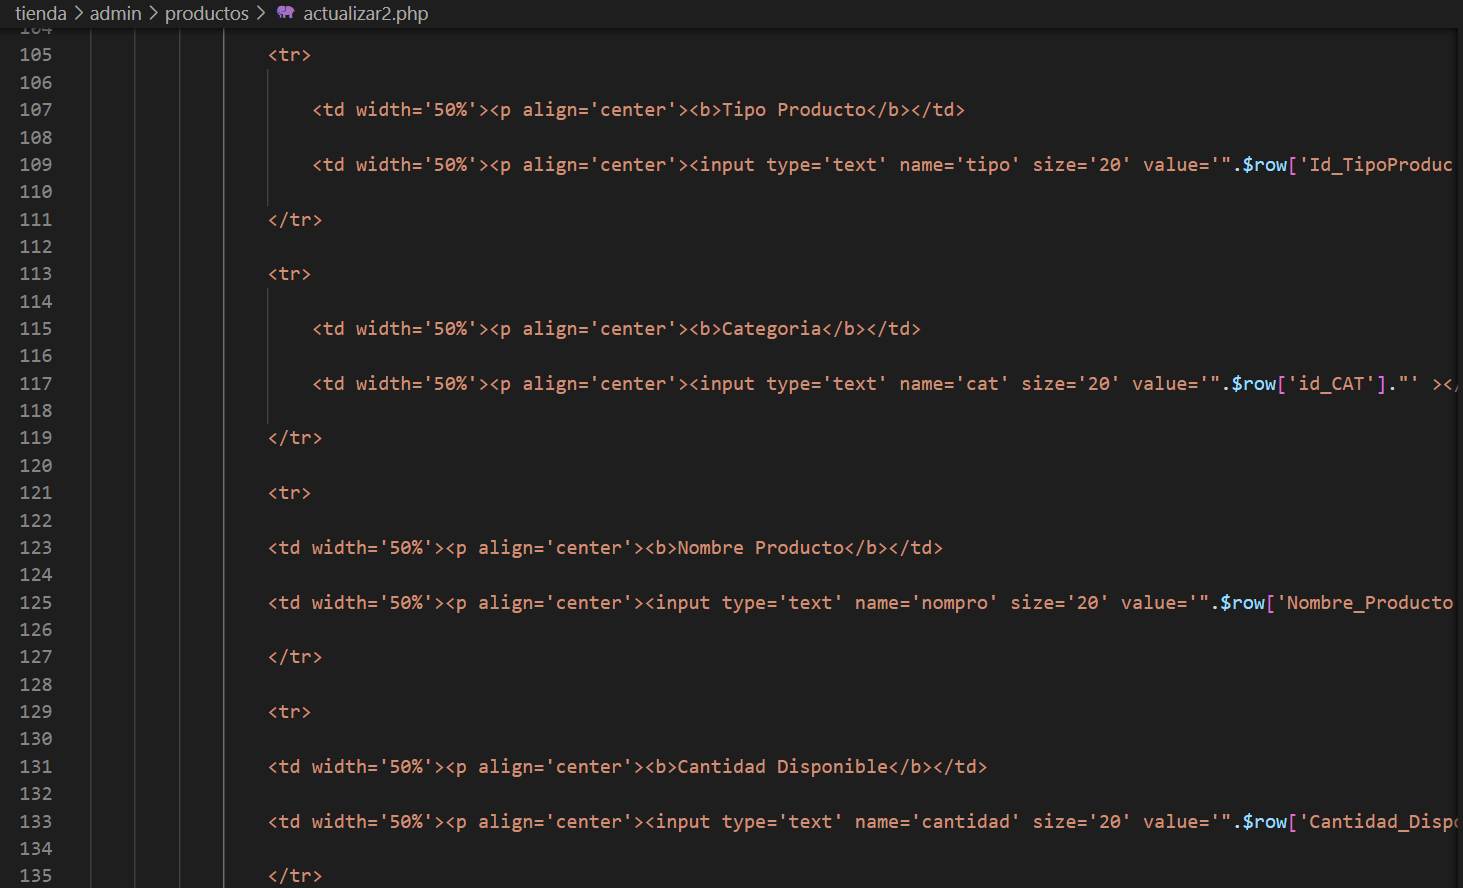 tienda > admin > productos > actualizar2.php
104
105 <tr>
106
107 <td width='50%'><p align='center'><b>Tipo Producto</b></td>
108
109 <td width='50%'><p align='center'><input type='text' name='tipo' size='20' value='".$row['Id_TipoProduc
110
111 </tr>
112
113 <tr>
114
115 <td width='50%'><p align='center'><b>Categoria</b></td>
116
117 <td width='50%'><p align='center'><input type='text' name='cat' size='20' value='".$row['id_CAT']."' ></
118
119 </tr>
120
121 <tr>
122
123 <td width='50%'><p align='center'><b>Nombre Producto</b></td>
124
125 <td width='50%'><p align='center'><input type='text' name='nompro' size='20' value='".$row['Nombre_Producto
126
127 </tr>
128
129 <tr>
130
131 <td width='50%'><p align='center'><b>Cantidad Disponible</b></td>
132
133 <td width='50%'><p align='center'><input type='text' name='cantidad' size='20' value='".$row['Cantidad_Dispo
134
135 </tr>